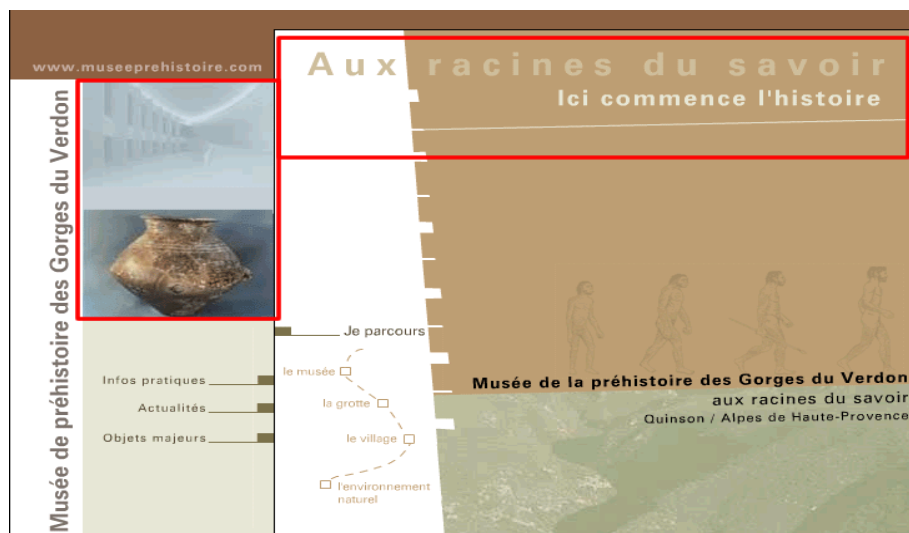 www.museeprehistoire.com
Aux racines du savoir
Ici commence l'histoire
Musée de préhistoire des Gorges du Verdon
Je parcours
Infos pratiques
Actualités
Objets majeurs
le musée
la grotte
le village
l'environnement
naturel
Musée de la préhistoire des Gorges du Verdon
aux racines du savoir
Quinson / Alpes de Haute-Provence